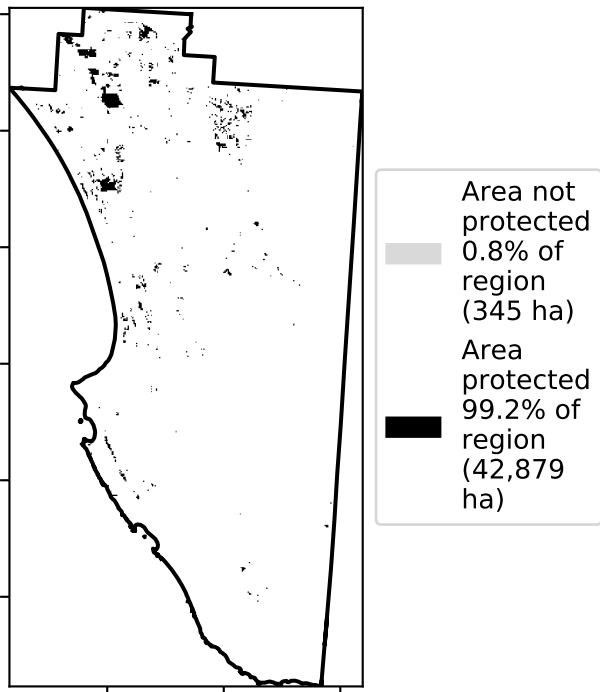 Area not
protected
0.8% of
region
(345 ha)
Area
protected
99.2% of
region
(42,879
ha)